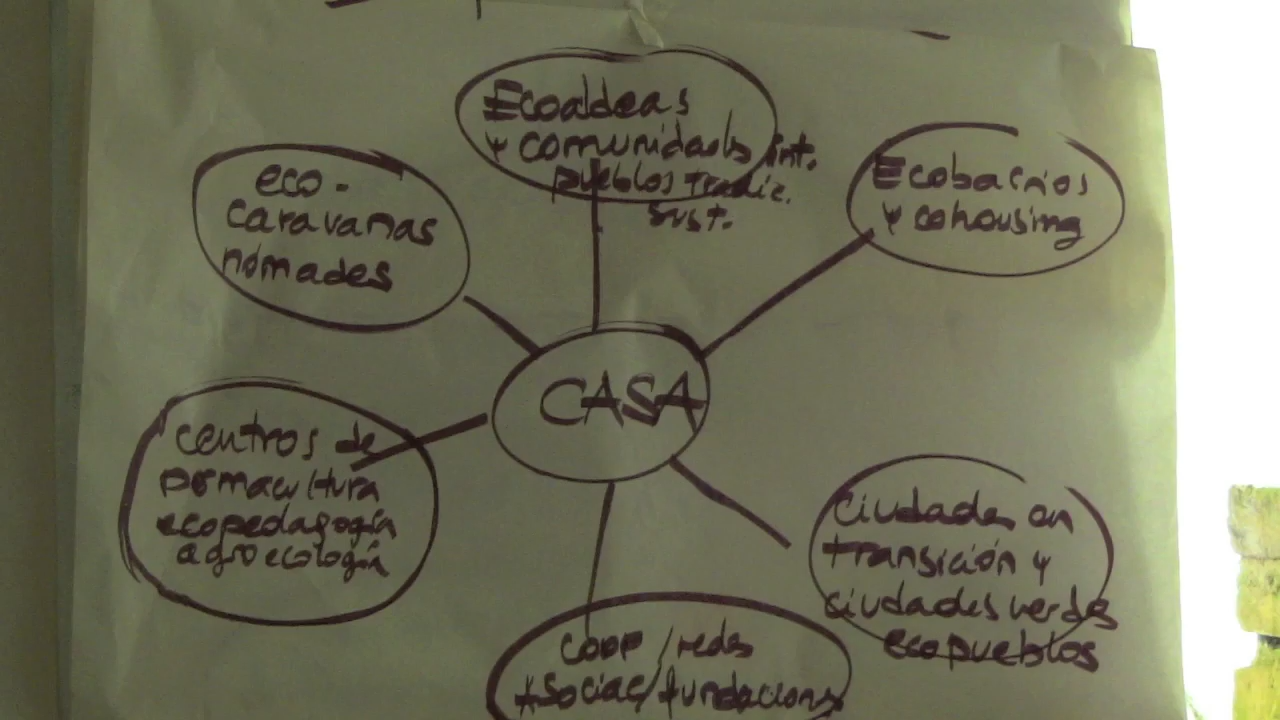 Ecoaldeas
y comunidades int.
pueblos tradic.
sust.
eco-
caravanas
nómades
Ecobarrios
y cohousing
CASA
centros de
permacultura
ecopedagogía
agroecología
Ciudades en
transición y
ciudades verdes
ecopueblos
coop / redes
Asociac / fundacions